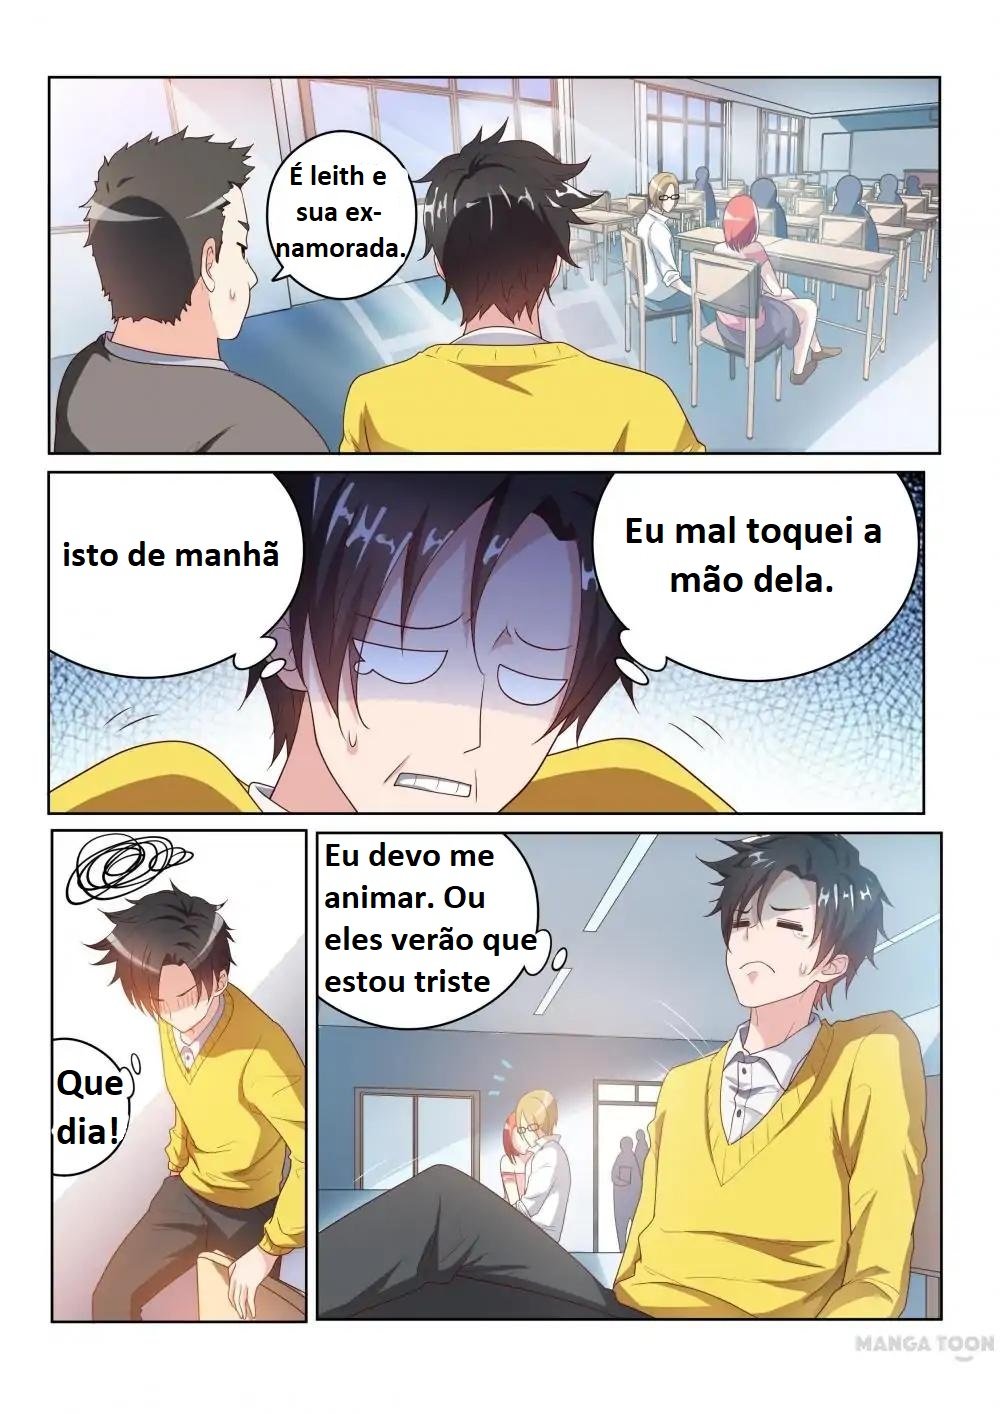 É leith e
sua ex-
namorada.
isto de manhã
Eu mal toquei a
mão dela.
Que
dia!
Eu devo me
animar. Ou
eles verão que
estou triste
MANGA TOON